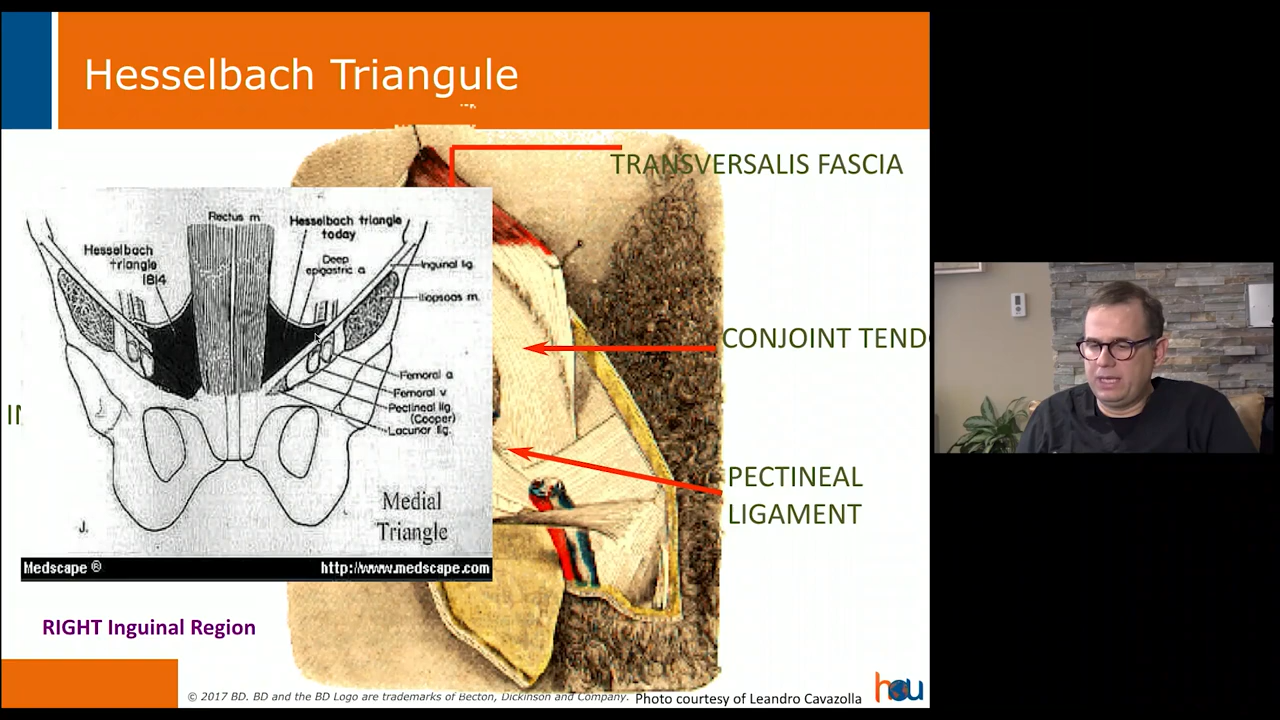 Hesselbach Triangule
TRANSVERSALIS FASCIA
Rectus m.
Hesselbach triangle
today
Hesselbach
triangle
1814
Deep
epigastric a.
Inguinal lig.
Iliopsoas m.
CONJOINT TEND
Femoral a.
Femoral v.
Pectineal lig.
(Cooper)
Lacunar lig.
PECTINEAL
LIGAMENT
Medial
Triangle
J.
Medscape ® http://www.medscape.com
RIGHT Inguinal Region
© 2017 BD. BD and the BD Logo are trademarks of Becton, Dickinson and Company.
Photo courtesy of Leandro Cavazolla
hou